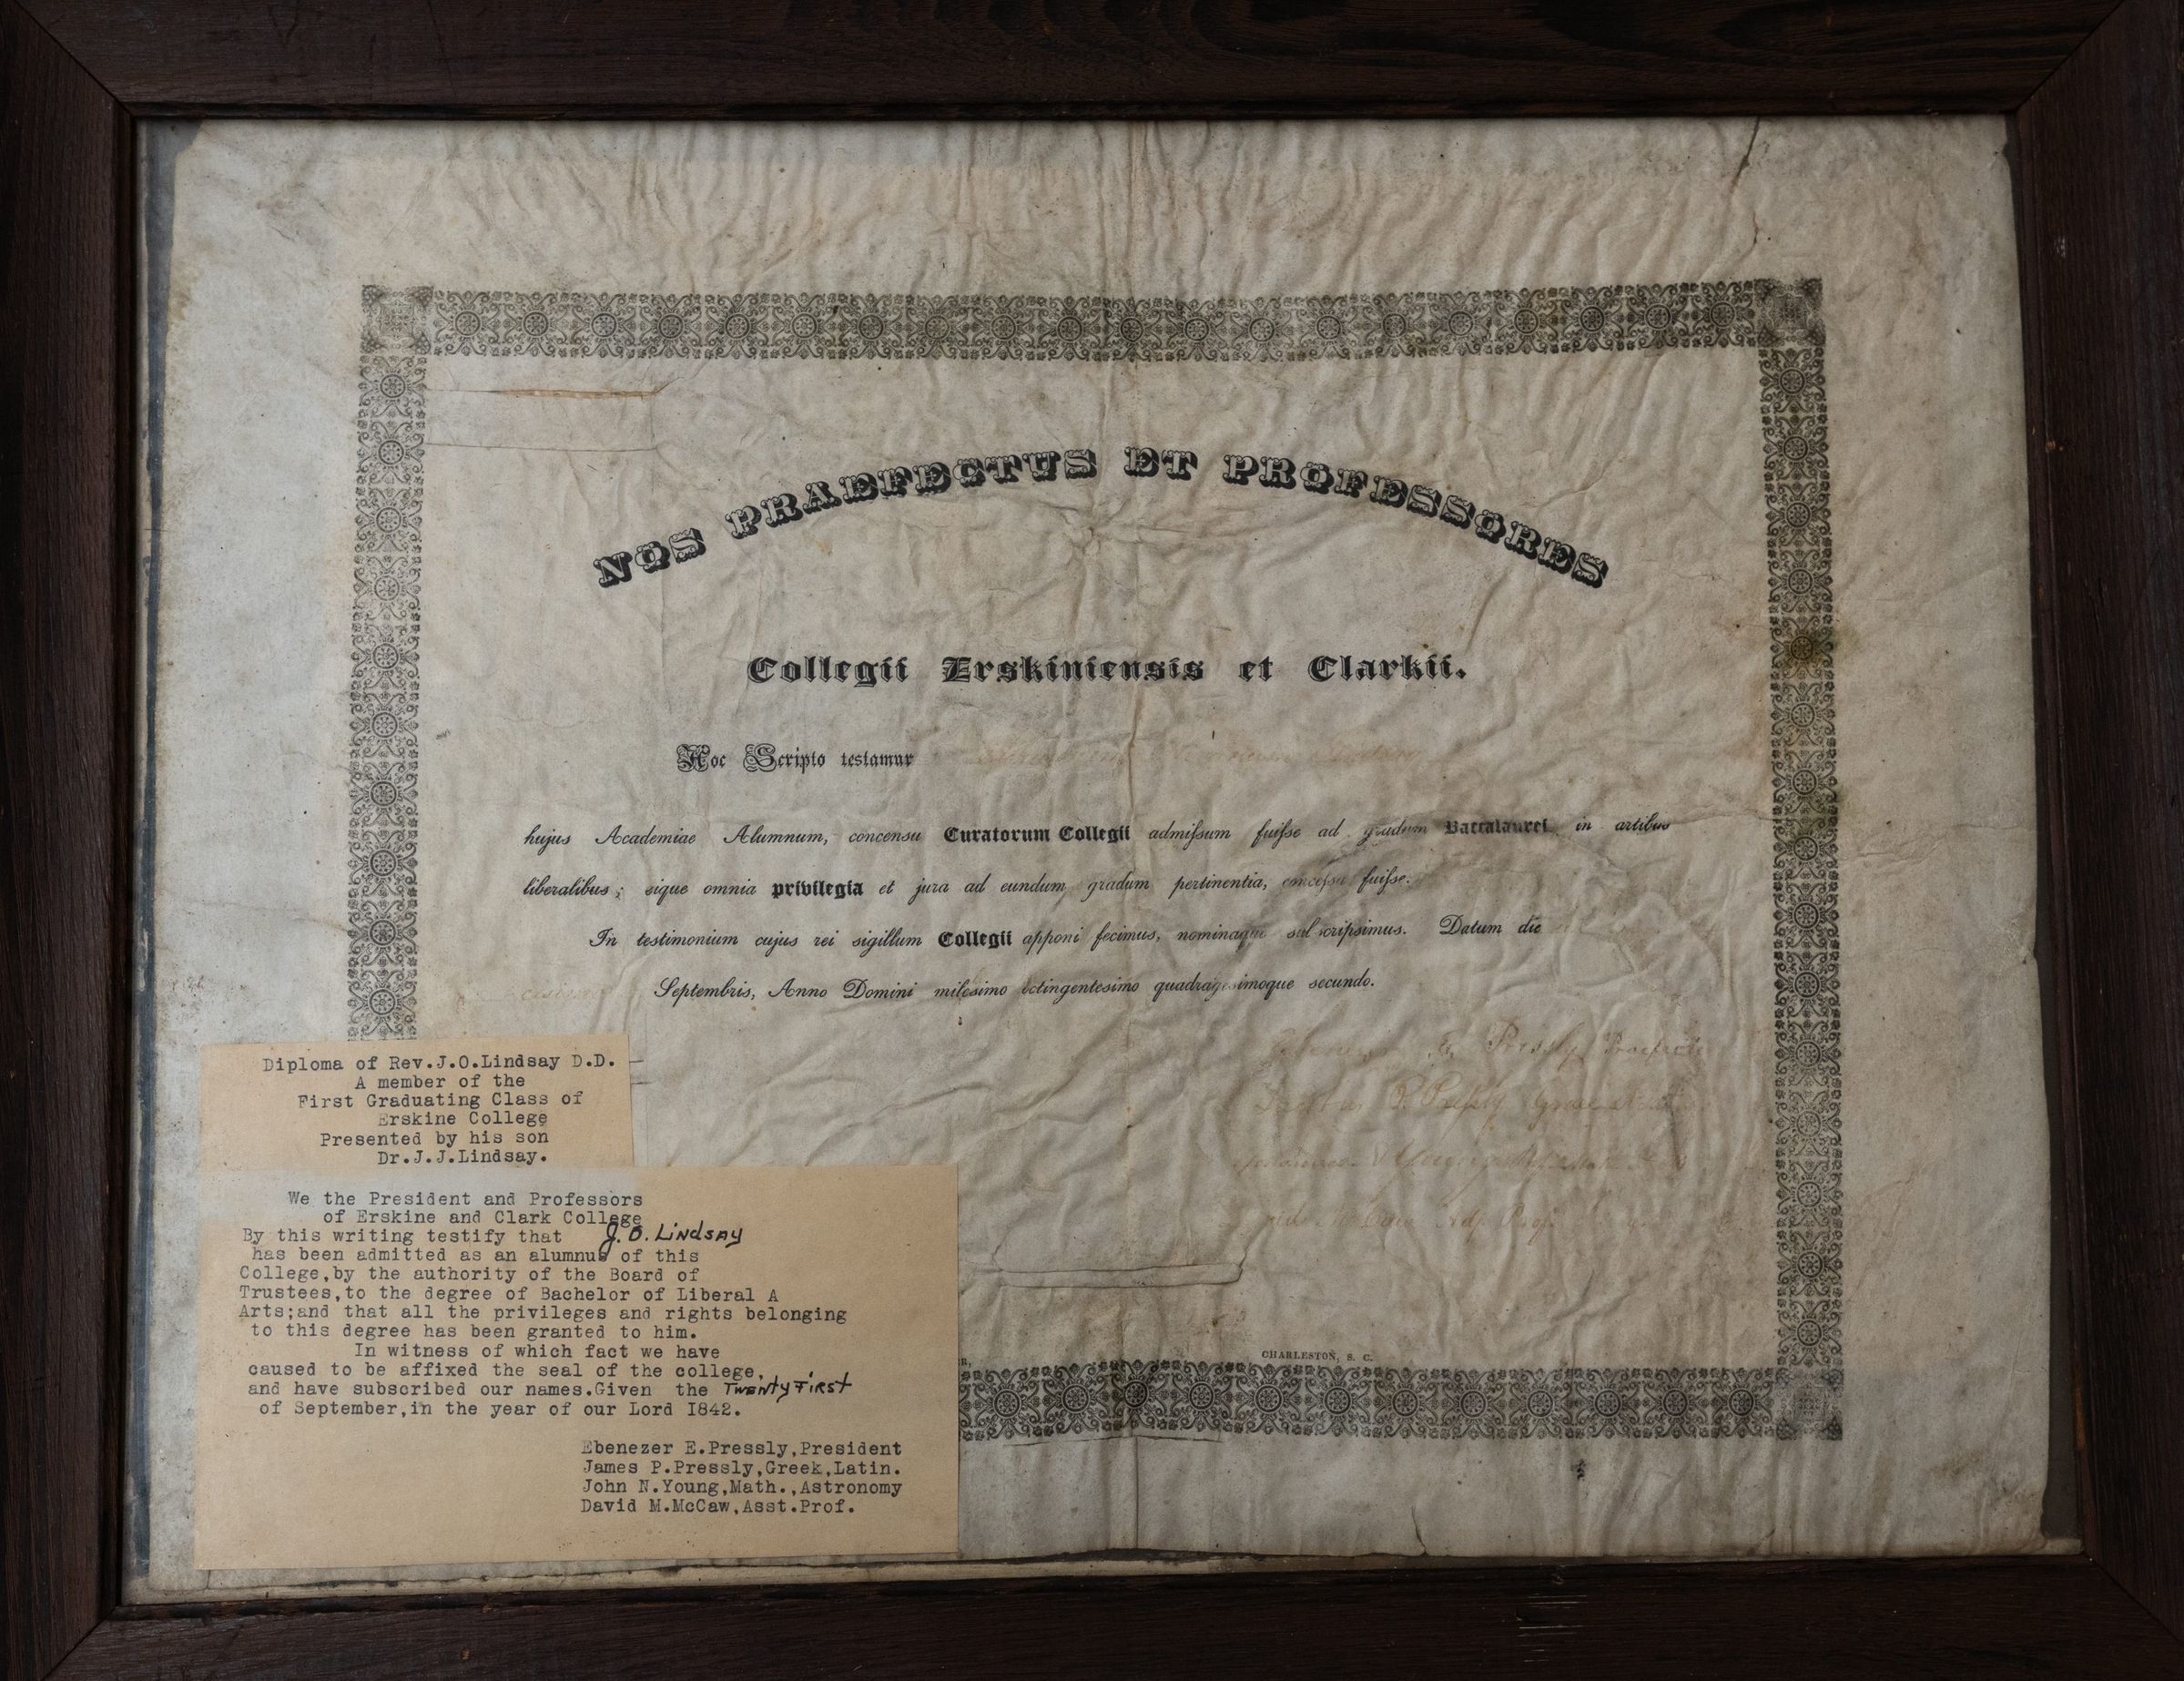 NOS PRAEFECTUS ET PROFESSORES
Collegii Erskiniensis et Clarkii.
Hoc Scripto testamur
hujus Academiae Alumnum, concensu Curatorum Collegii admiſsum fuiſse ad gradum Baccalaurei in artibus
liberalibus; eique omnia privilegia et jura ad eundum gradum pertinentia, conceſsa fuiſse.
In testimonium cujus rei sigillum Collegii apponi fecimus, nominaque subscripsimus. Datum die
Septembris, Anno Domini milesimo octingentesimo quadragesimoque secundo.
E. Pressly
P. Preſsly
CHARLESTON, S. C.
Diploma of Rev.J.O.Lindsay D.D.
A member of the
First Graduating Class of
Erskine College
Presented by his son
Dr.J.J.Lindsay.
We the President and Professors
of Erskine and Clark College
By this writing testify that J. O. Lindsay
has been admitted as an alumnus of this
College,by the authority of the Board of
Trustees,to the degree of Bachelor of Liberal A
Arts;and that all the privileges and rights belonging
to this degree has been granted to him.
In witness of which fact we have
caused to be affixed the seal of the college,
and have subscribed our names.Given the Twenty First
of September,in the year of our Lord I842.
Ebenezer E.Pressly,President
James P.Pressly,Greek,Latin.
John N.Young,Math.,Astronomy
David M.McCaw,Asst.Prof.